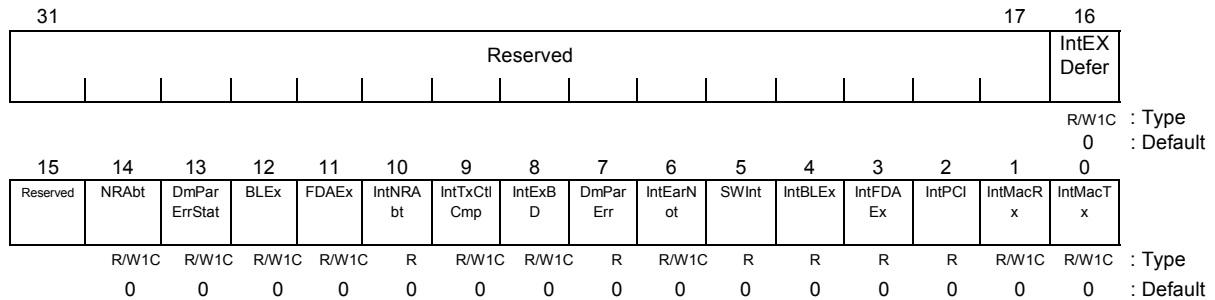 31 17 16
Reserved IntEX
Defer
R/W1C : Type
0 : Default
15 14 13 12 11 10 9 8 7 6 5 4 3 2 1 0
Reserved NRAbt DmPar BLEx FDAEx IntNRA IntTxCtl IntExB DmPar IntEarN SWInt IntBLEx IntFDA IntPCI IntMacR IntMacT
ErrStat bt Cmp D Err ot Ex x x
R/W1C R/W1C R/W1C R/W1C R R/W1C R/W1C R R/W1C R R R R R/W1C R/W1C : Type
0 0 0 0 0 0 0 0 0 0 0 0 0 0 0 : Default